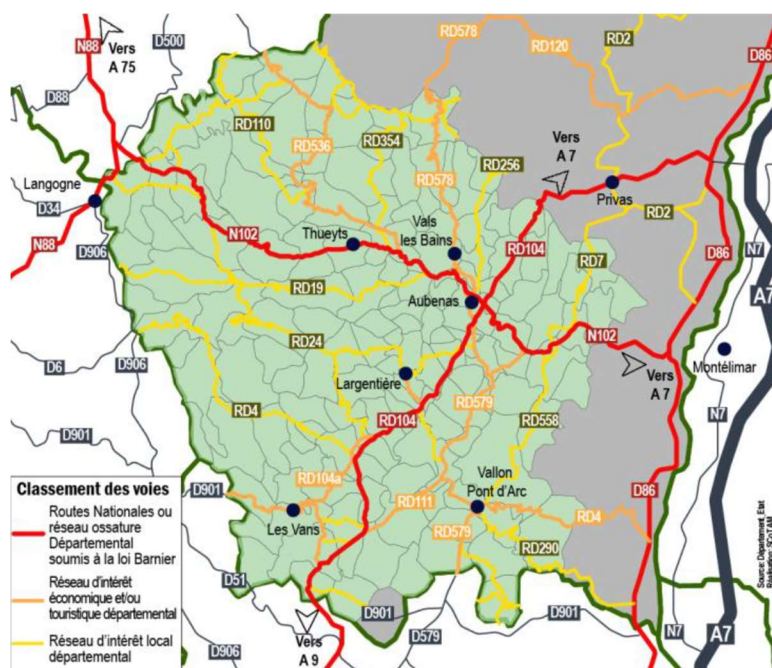 N88
Vers
A 75
D500
RD578
RD120
RD2
D86
D88
RD110
RD354
RD536
RD256
Vers
A 7
RD578
Langogne
Privas
D34
N88
D906
N102
Thueyts
Vals
les Bains
RD104
RD2
RD7
D86
N7
A7
RD19
Aubenas
RD24
N102
D6
D906
Largentière
Vers
A 7
Montélimar
RD579
RD4
RD104
RD558
N7
D901
Classement des voies
Routes Nationales ou
réseau ossature
Départemental
soumis à la loi Barnier
Réseau d'intérêt
économique et/ou
touristique départemental
Réseau d'intérêt local
départemental
D901
RD104a
Les Vans
RD111
Vallon
Pont d'Arc
D86
RD4
RD579
RD290
D51
D901
D901
D906
Vers
A 9
D579
N7
A7